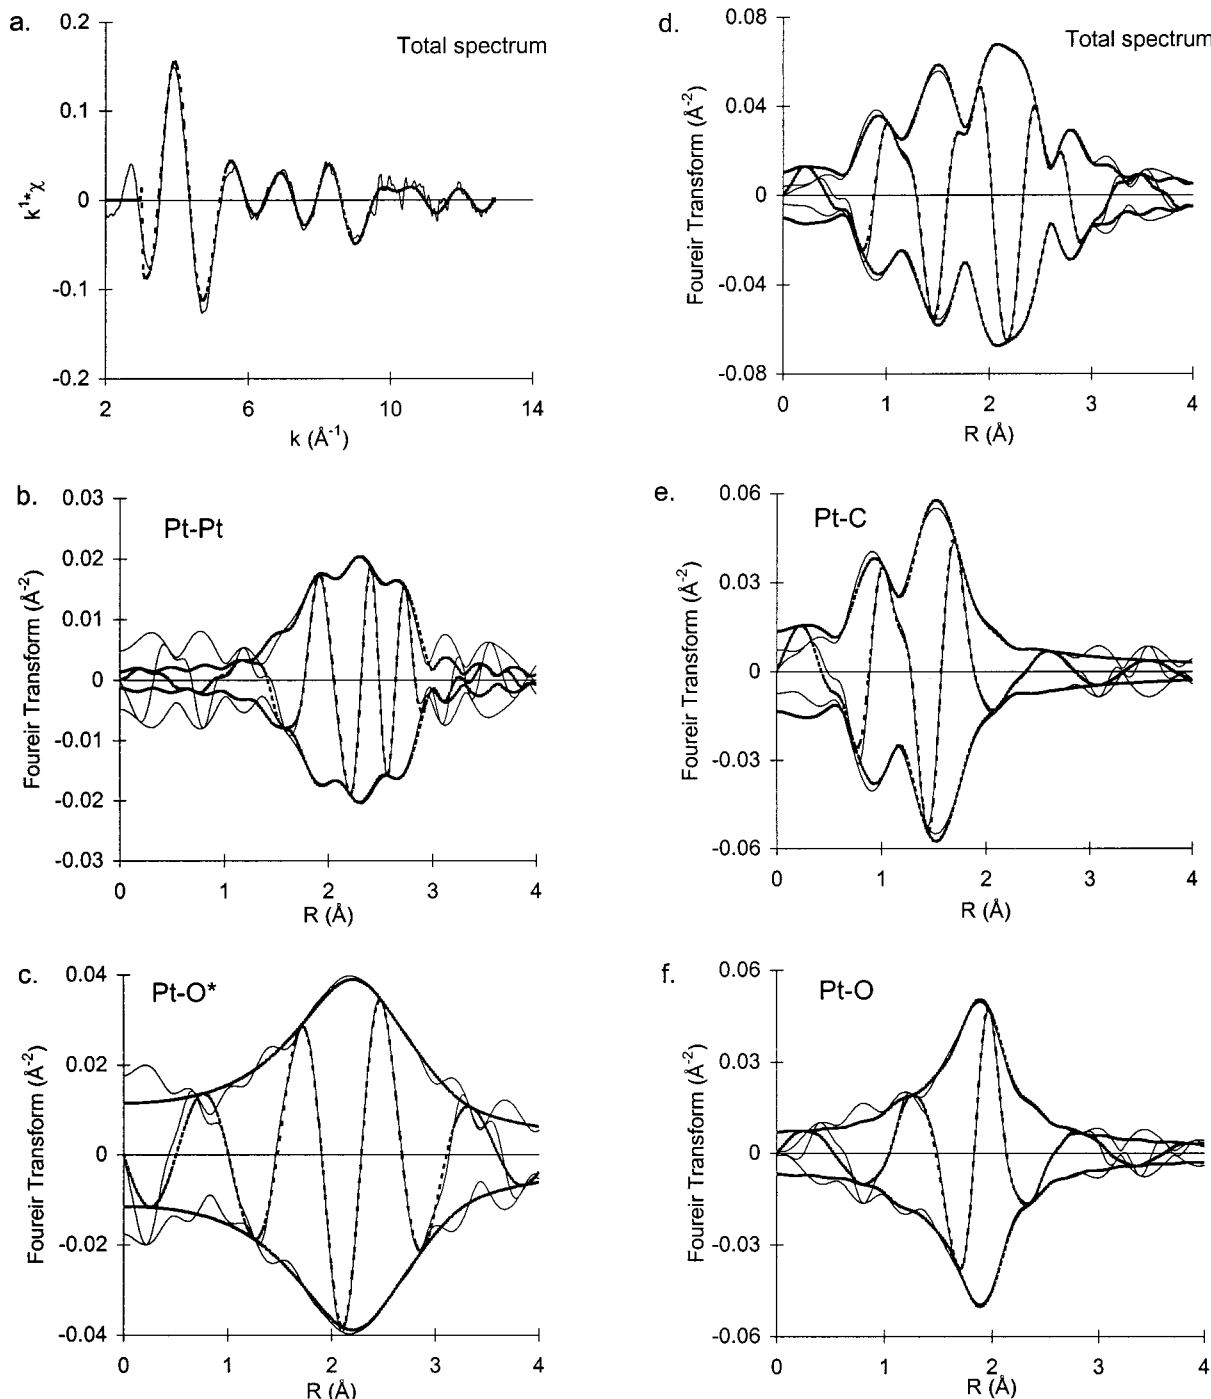 a.
Total spectrum
0.2
0.1
0
-0.1
-0.2
k¹*χ
2
6
10
14
k (Å⁻¹)
d.
Total spectrum
0.08
0.04
0
-0.04
-0.08
Foureir Transform (Å⁻²)
0
1
2
3
4
R (Å)
b.
Pt-Pt
0.03
0.02
0.01
0
-0.01
-0.02
-0.03
Foureir Transform (Å⁻²)
0
1
2
3
4
R (Å)
e.
Pt-C
0.06
0.03
0
-0.03
-0.06
Foureir Transform (Å⁻²)
0
1
2
3
4
R (Å)
c.
Pt-O*
0.04
0.02
0
-0.02
-0.04
Foureir Transform (Å⁻²)
0
1
2
3
4
R (Å)
f.
Pt-O
0.06
0.03
0
-0.03
-0.06
Foureir Transform (Å⁻²)
0
1
2
3
4
R (Å)